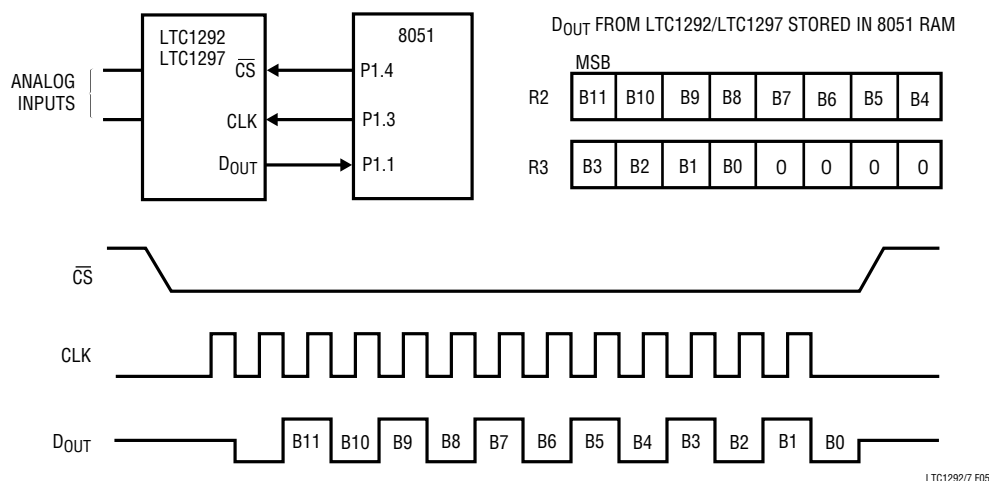 LTC1292
LTC1297
CS
CLK
DOUT
ANALOG
INPUTS
8051
P1.4
P1.3
P1.1
DOUT FROM LTC1292/LTC1297 STORED IN 8051 RAM
MSB
R2 B11 B10 B9 B8 B7 B6 B5 B4
R3 B3 B2 B1 B0 0 0 0 0
CS
CLK
DOUT B11 B10 B9 B8 B7 B6 B5 B4 B3 B2 B1 B0
LTC1292/7 F05